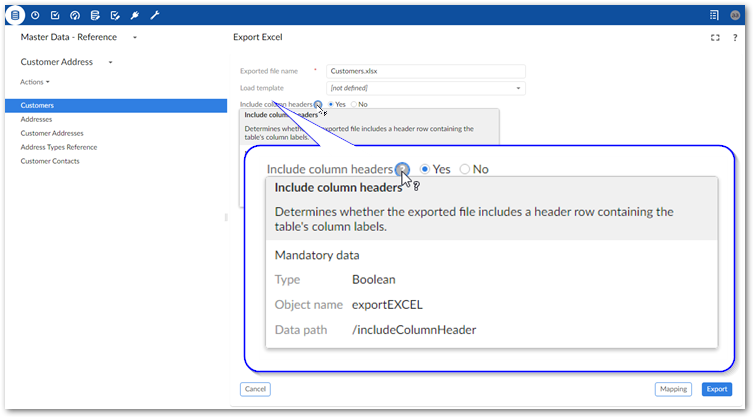 AS
Master Data - Reference
Export Excel
?
Customer Address
Actions
Customers
Addresses
Customer Addresses
Address Types Reference
Customer Contacts
Exported file name
*
Customers.xlsx
Load template
[not defined]
Include column headers
Yes
No
Include column headers
Determines whether the exported file includes a header row containing the
table's column labels.
Include column headers ? Yes No
Include column headers
Determines whether the exported file includes a header row containing the
table's column labels.
Mandatory data
Type Boolean
Object name exportEXCEL
Data path /includeColumnHeader
Cancel
Mapping
Export